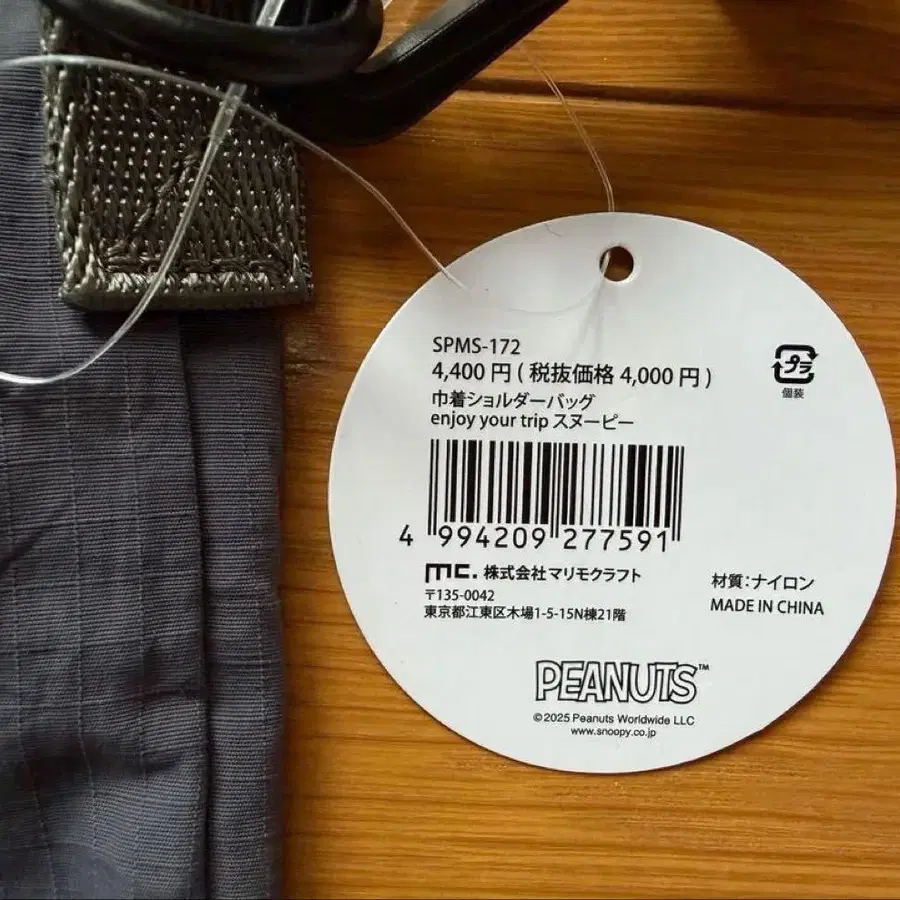 SPMS-172
4,400 円 ( 税抜価格 4,000 円 )
巾着ショルダーバッグ
enjoy your trip スヌーピー
プラ
個装
4 994209 277591
mc. 株式会社マリモクラフト
〒135-0042
東京都江東区木場1-5-15N棟21階
材質:ナイロン
MADE IN CHINA
PEANUTS™
©2025 Peanuts Worldwide LLC
www.snoopy.co.jp